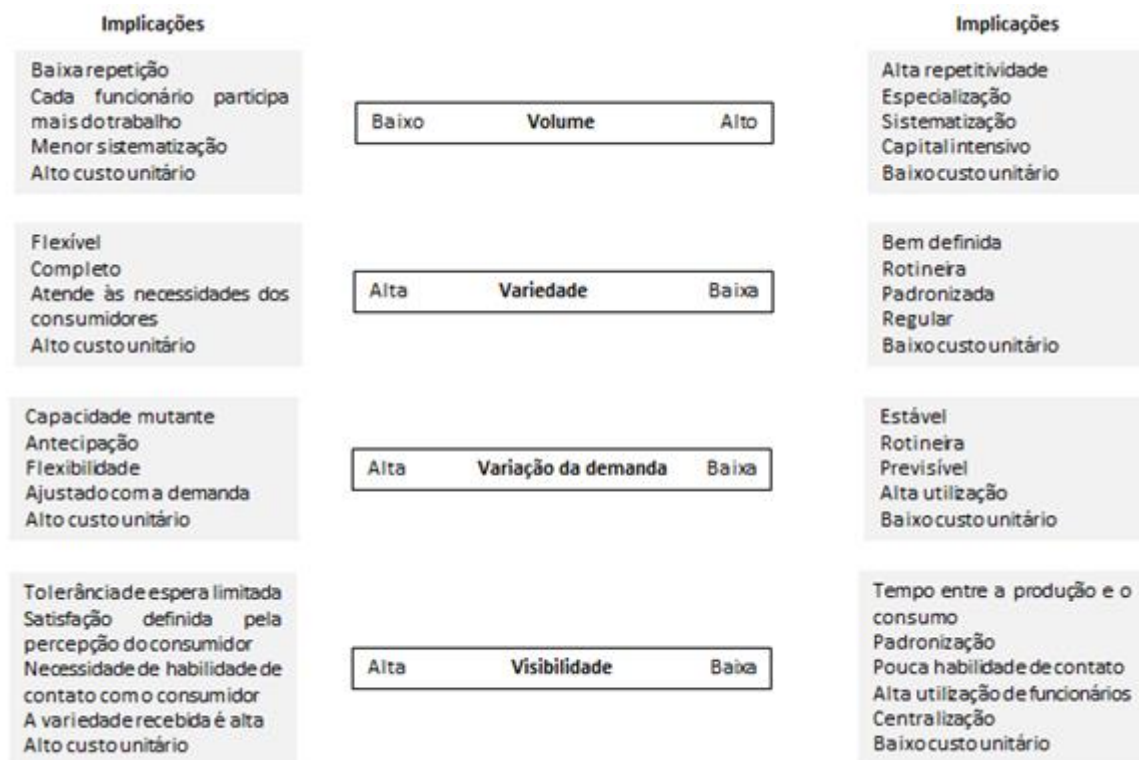 Implicações
Implicações
Baixa repetição
Cada funcionário participa
mais do trabalho
Menor sistematização
Alto custo unitário
Baixo Volume Alto
Alta repetitividade
Especialização
Sistematização
Capital intensivo
Baixo custo unitário
Flexível
Completo
Atende às necessidades dos
consumidores
Alto custo unitário
Alta Variedade Baixa
Bem definida
Rotineira
Padronizada
Regular
Baixo custo unitário
Capacidade mutante
Antecipação
Flexibilidade
Ajustado com a demanda
Alto custo unitário
Alta Variação da demanda Baixa
Estável
Rotineira
Previsível
Alta utilização
Baixo custo unitário
Tolerância de espera limitada
Satisfação definida pela
percepção do consumidor
Necessidade de habilidade de
contato com o consumidor
A variedade recebida é alta
Alto custo unitário
Alta Visibilidade Baixa
Tempo entre a produção e o
consumo
Padronização
Pouca habilidade de contato
Alta utilização de funcionários
Centralização
Baixo custo unitário